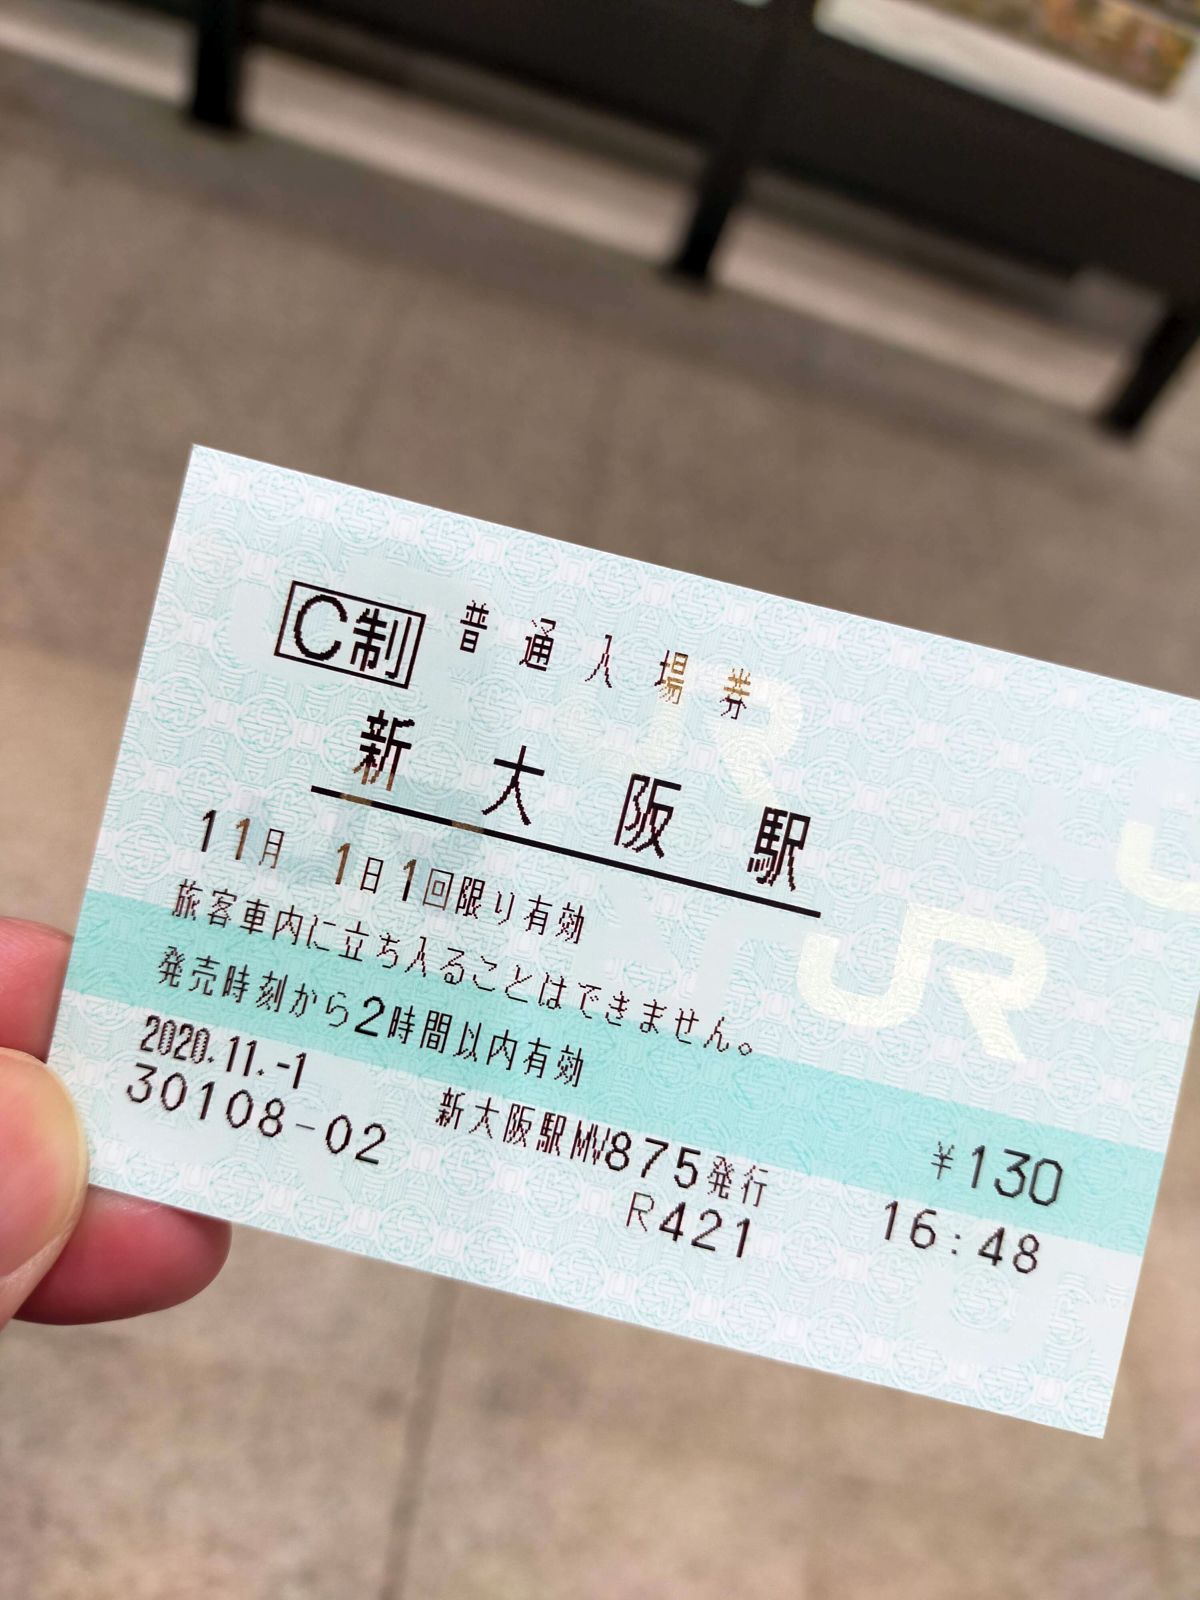 C制 普通入場券
新大阪駅
11月 1日1回限り有効
旅客車内に立ち入ることはできません。
発売時刻から2時間以内有効
¥130
2020.11.-1 新大阪駅MV875発行 16:48
30108-02 R421
JR
JR